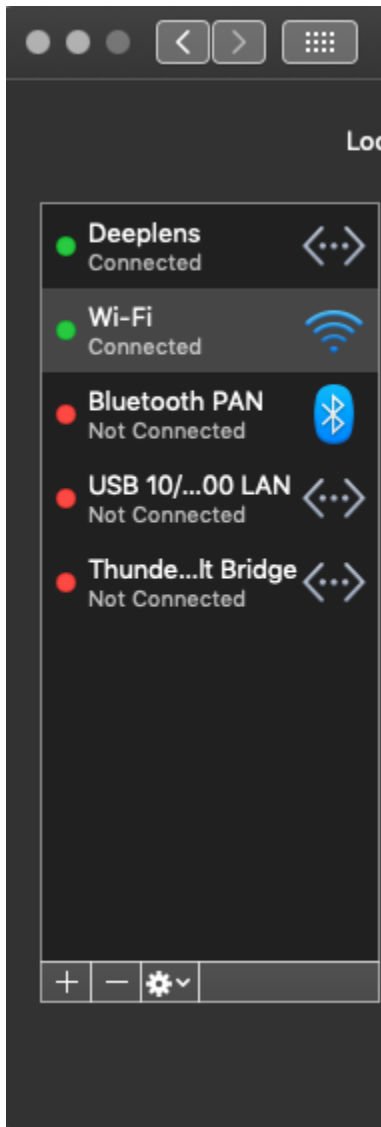 Loc
Deeplens
Connected
Wi-Fi
Connected
Bluetooth PAN
Not Connected
USB 10/...00 LAN
Not Connected
Thunde...lt Bridge
Not Connected